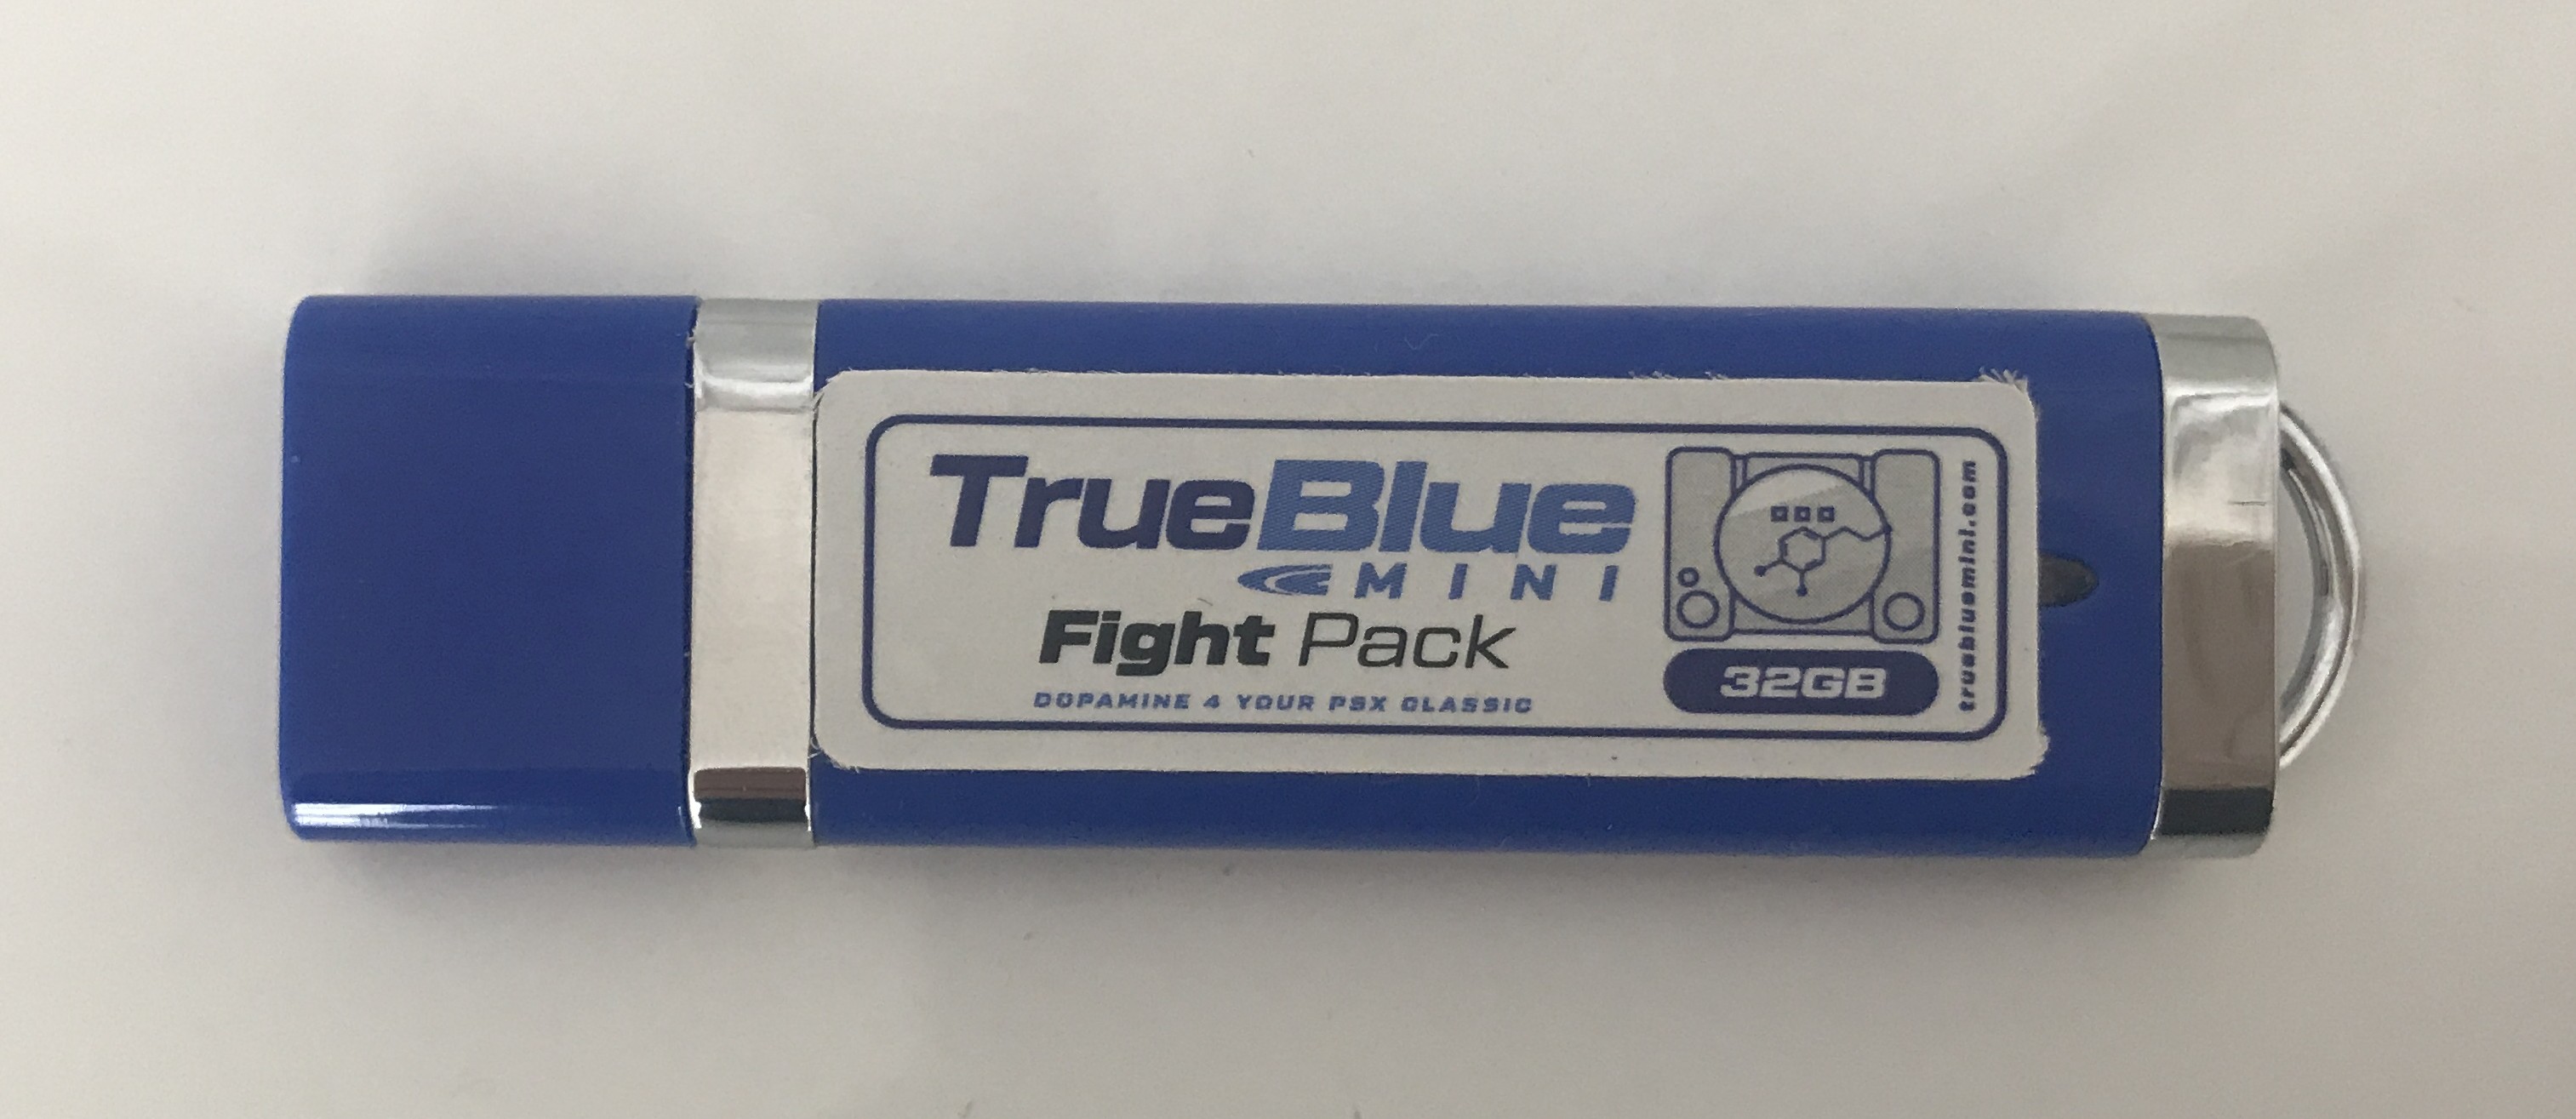 TrueBlue
MINI
Fight Pack
DOPAMINE 4 YOUR PSX CLASSIC
32GB
truebluemini.com